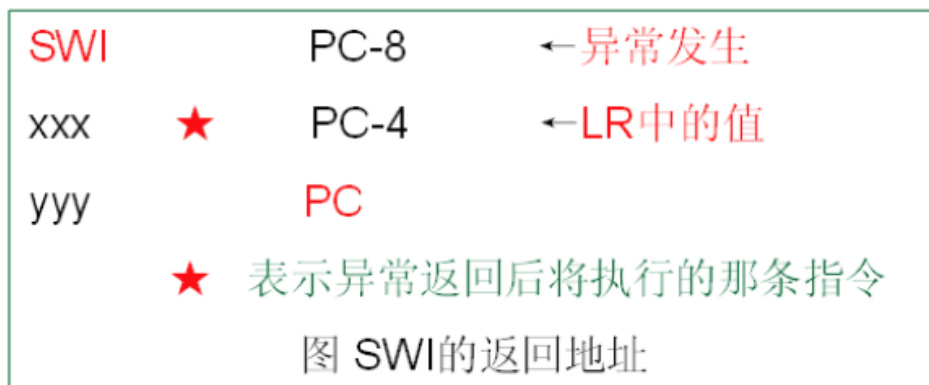 SWI PC-8 ←异常发生
xxx ★ PC-4 ←LR中的值
yyy PC
★ 表示异常返回后将执行的那条指令
图 SWI的返回地址